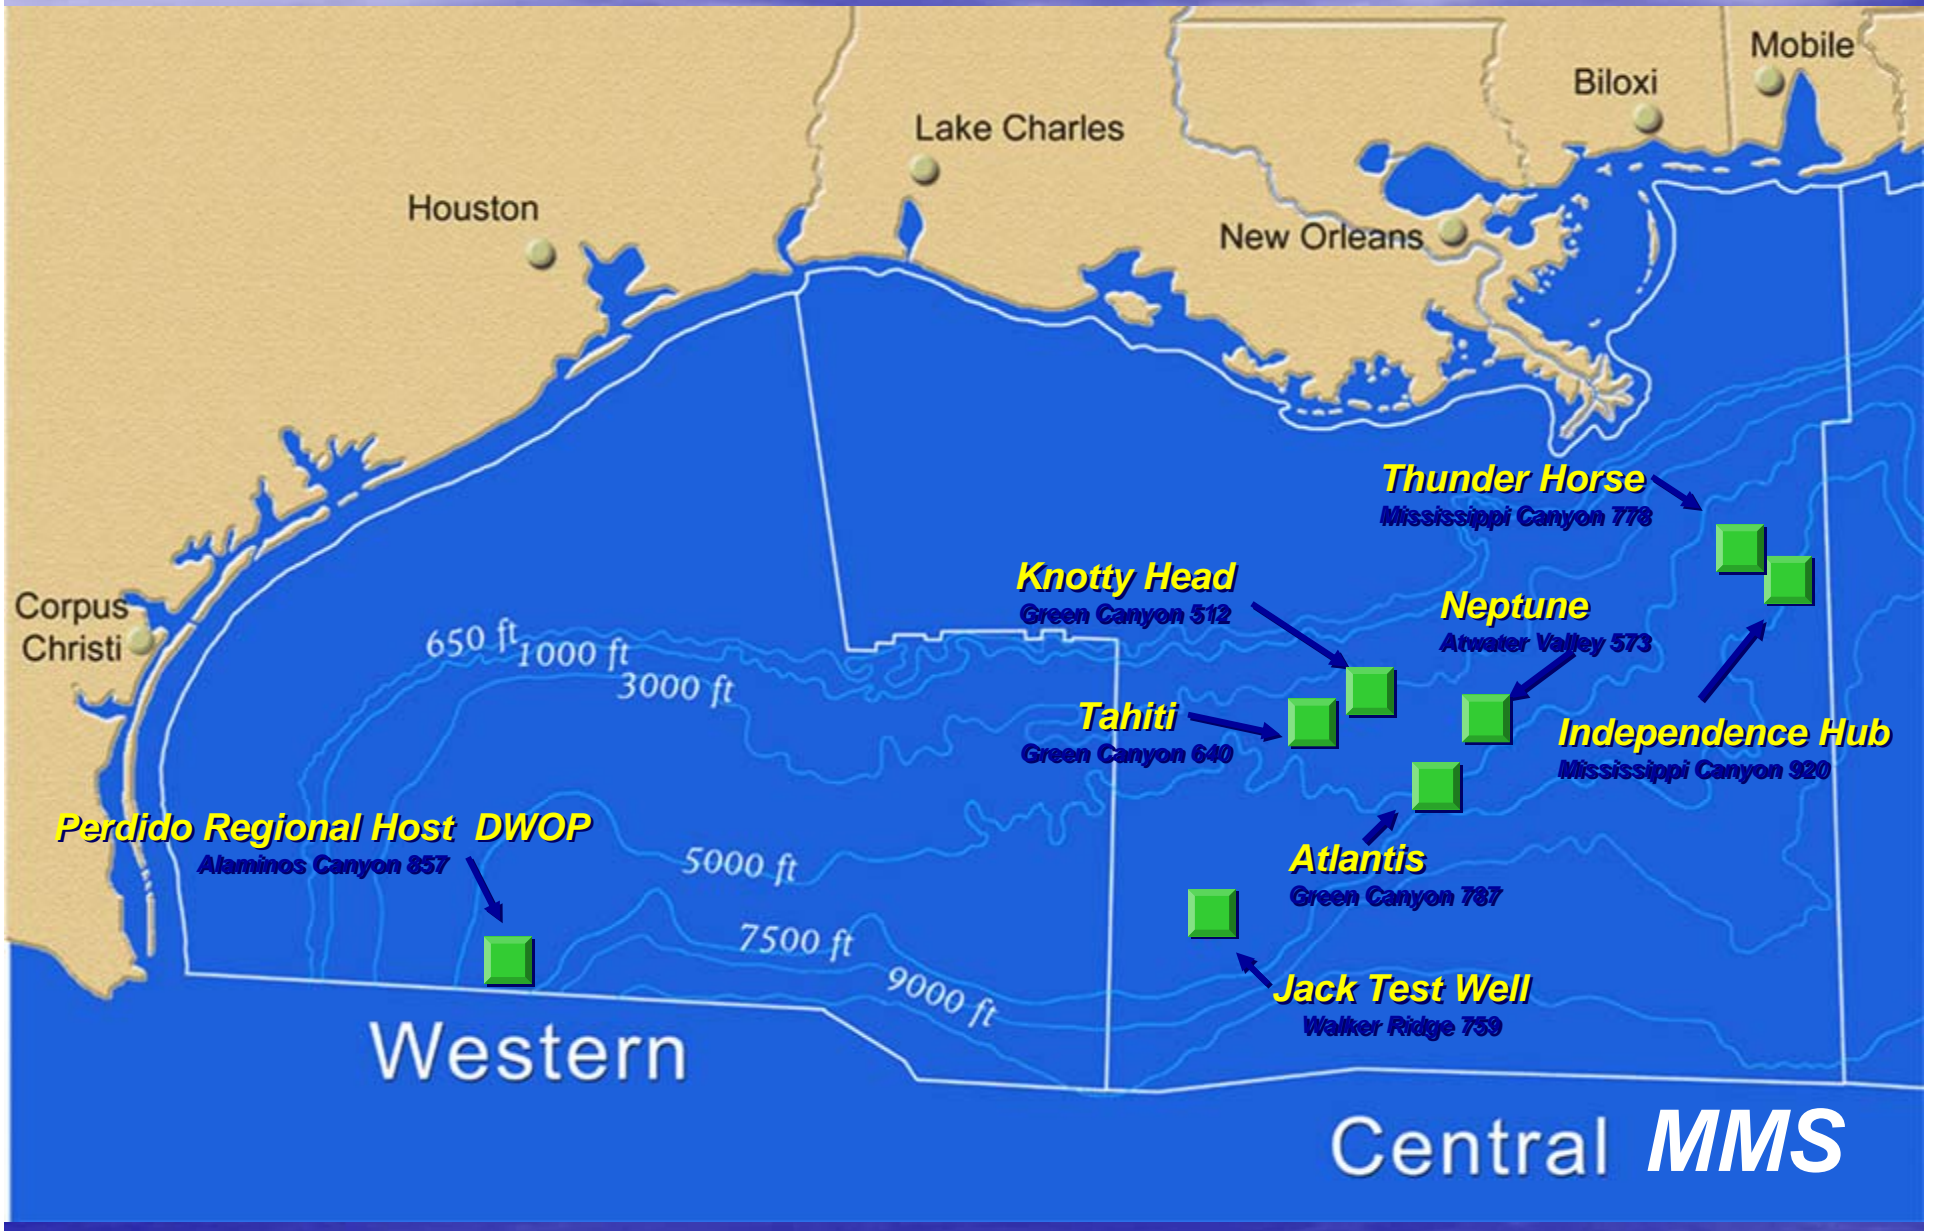 Mobile
Biloxi
Lake Charles
Houston
New Orleans
Thunder Horse
Mississippi Canyon 778
Knotty Head
Green Canyon 512
Neptune
Atwater Valley 573
Corpus
Christi
650 ft
1000 ft
3000 ft
Tahiti
Green Canyon 640
Independence Hub
Mississippi Canyon 920
Perdido Regional Host DWOP
Alaminos Canyon 857
5000 ft
Atlantis
Green Canyon 787
7500 ft
9000 ft
Jack Test Well
Walker Ridge 759
Western
Central
MMS